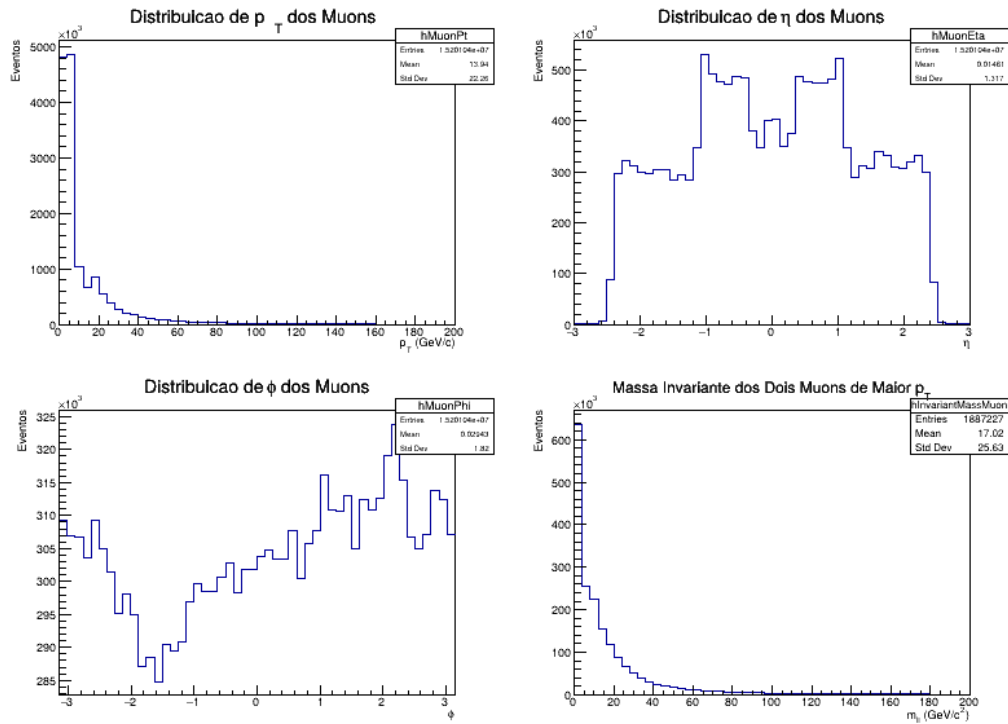 Distribuicao de p_T dos Muons
hMuonPt
Entries 1.520104e+07
Mean 13.94
Std Dev 22.26
×10³
Eventos
5000
4000
3000
2000
1000
0
0 20 40 60 80 100 120 140 160 180 200
p_T (GeV/c)
Distribuicao de η dos Muons
hMuonEta
Entries 1.520104e+07
Mean 0.01461
Std Dev 1.317
×10³
Eventos
500
400
300
200
100
0
−3 −2 −1 0 1 2 3
η
Distribuicao de ϕ dos Muons
hMuonPhi
Entries 1.520104e+07
Mean 0.02943
Std Dev 1.82
×10³
Eventos
325
320
315
310
305
300
295
290
285
−3 −2 −1 0 1 2 3
ϕ
Massa Invariante dos Dois Muons de Maior p_T
hInvariantMassMuon
Entries 1887227
Mean 17.02
Std Dev 25.63
×10³
Eventos
600
500
400
300
200
100
0
0 20 40 60 80 100 120 140 160 180 200
m_ll (GeV/c²)